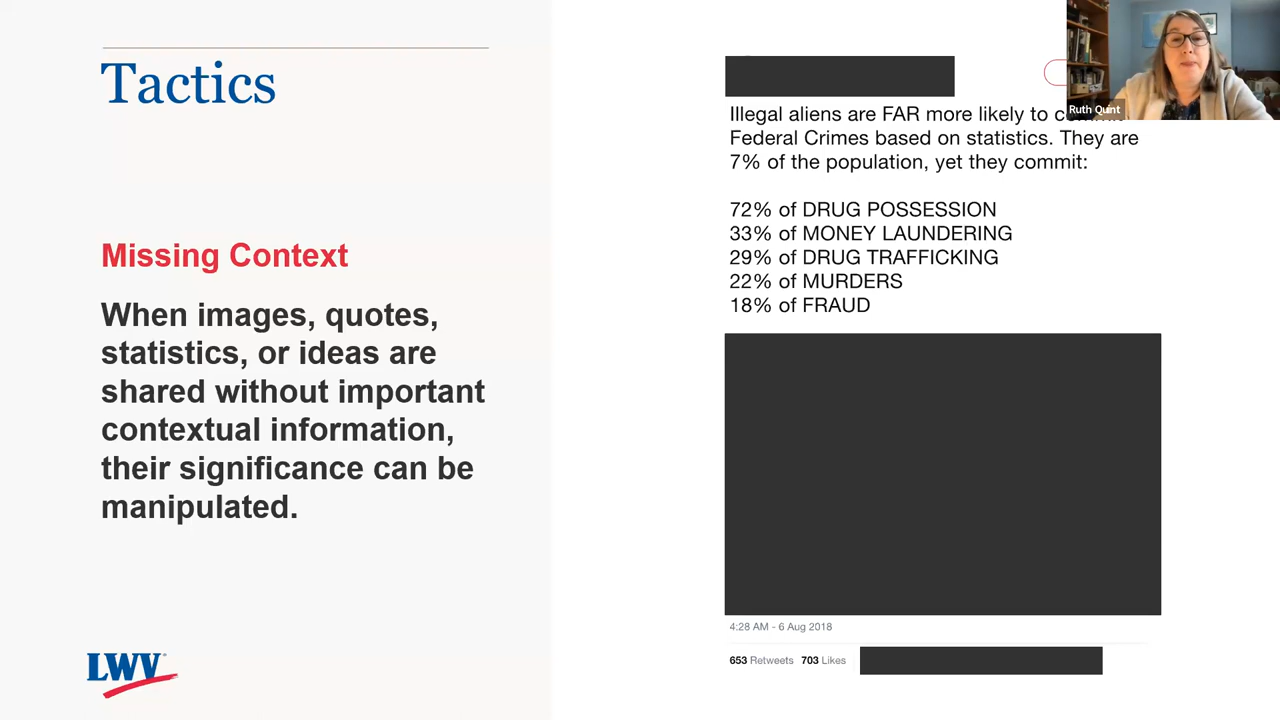 Tactics
Missing Context
When images, quotes,
statistics, or ideas are
shared without important
contextual information,
their significance can be
manipulated.
LWV
Ruth Quint
Illegal aliens are FAR more likely to
Federal Crimes based on statistics. They are
7% of the population, yet they commit:
72% of DRUG POSSESSION
33% of MONEY LAUNDERING
29% of DRUG TRAFFICKING
22% of MURDERS
18% of FRAUD
4:28 AM - 6 Aug 2018
653 Retweets 703 Likes